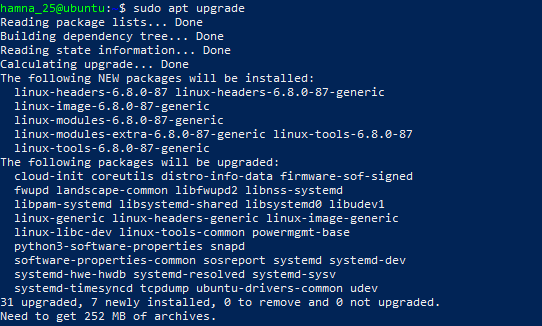 hamna_25@ubuntu: $ sudo apt upgrade
Reading package lists... Done
Building dependency tree... Done
Reading state information... Done
Calculating upgrade... Done
The following NEW packages will be installed:
  linux-headers-6.8.0-87 linux-headers-6.8.0-87-generic
  linux-image-6.8.0-87-generic
  linux-modules-6.8.0-87-generic
  linux-modules-extra-6.8.0-87-generic linux-tools-6.8.0-87
  linux-tools-6.8.0-87-generic
The following packages will be upgraded:
  cloud-init coreutils distro-info-data firmware-sof-signed
  fwupd landscape-common libfwupd2 libnss-systemd
  libpam-systemd libsystemd-shared libsystemd0 libudev1
  linux-generic linux-headers-generic linux-image-generic
  linux-libc-dev linux-tools-common powermgmt-base
  python3-software-properties snapd
  software-properties-common sosreport systemd systemd-dev
  systemd-hwe-hwdb systemd-resolved systemd-sysv
  systemd-timesyncd tcpdump ubuntu-drivers-common udev
31 upgraded, 7 newly installed, 0 to remove and 0 not upgraded.
Need to get 252 MB of archives.